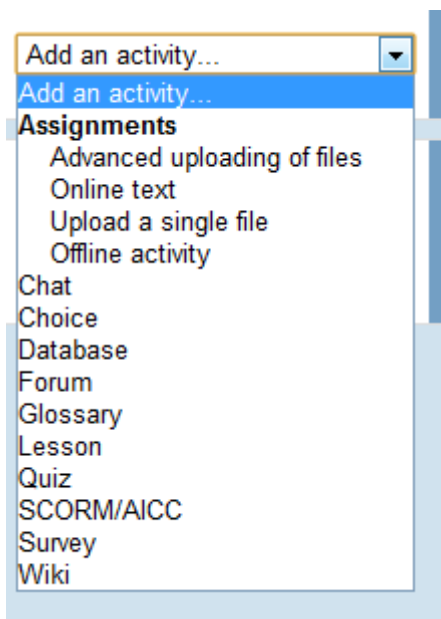 Add an activity...
Add an activity...
Assignments
Advanced uploading of files
Online text
Upload a single file
Offline activity
Chat
Choice
Database
Forum
Glossary
Lesson
Quiz
SCORM/AICC
Survey
Wiki